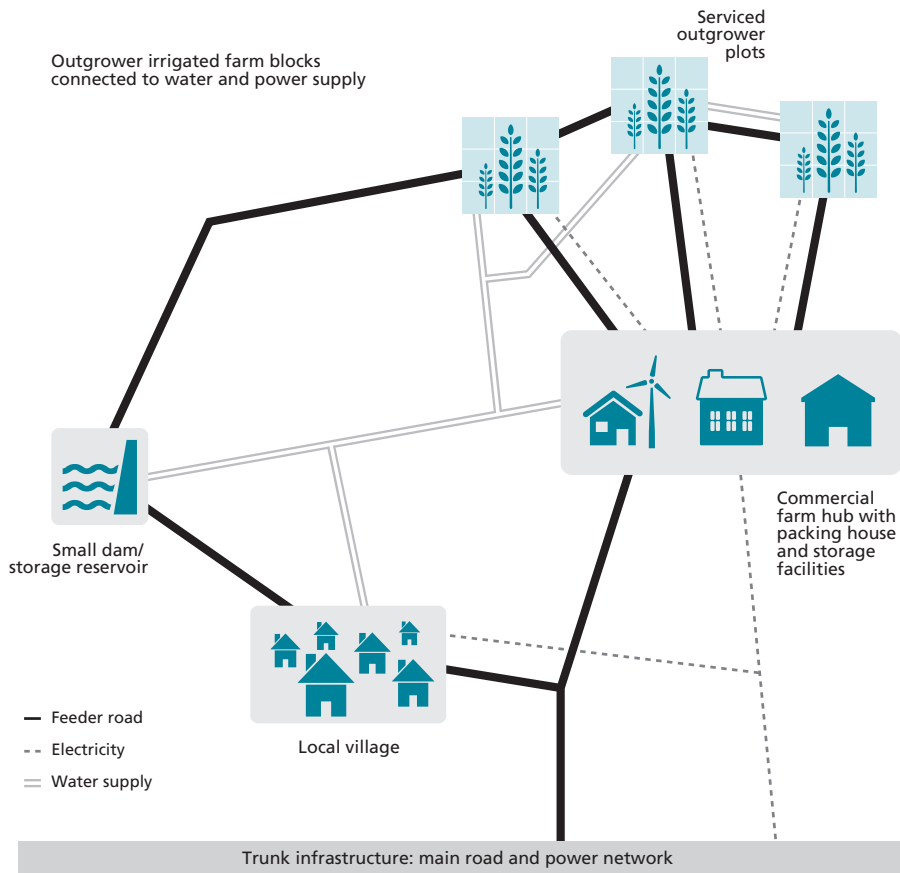 Serviced
outgrower
plots
Outgrower irrigated farm blocks
connected to water and power supply
Commercial
farm hub with
packing house
and storage
facilities
Small dam/
storage reservoir
Local village
Feeder road
Electricity
Water supply
Trunk infrastructure: main road and power network